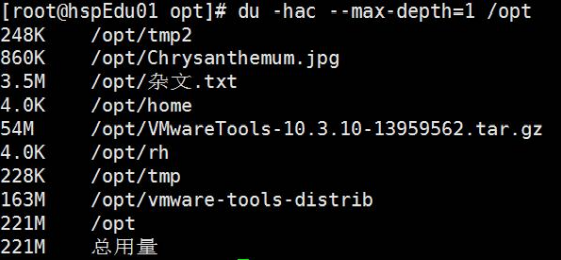 [root@hspEdu01 opt]# du -hac --max-depth=1 /opt
248K /opt/tmp2
860K /opt/Chrysanthemum.jpg
3.5M /opt/杂文.txt
4.0K /opt/home
54M /opt/VMwareTools-10.3.10-13959562.tar.gz
4.0K /opt/rh
228K /opt/tmp
163M /opt/vmware-tools-distrib
221M /opt
221M 总用量